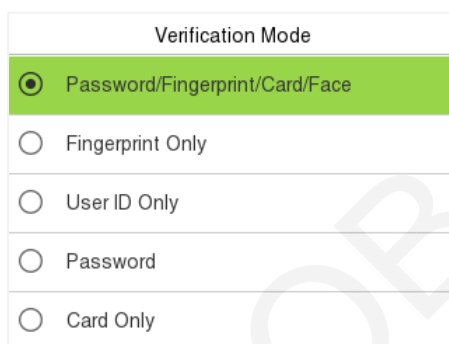 Verification Mode
Password/Fingerprint/Card/Face
Fingerprint Only
User ID Only
Password
Card Only